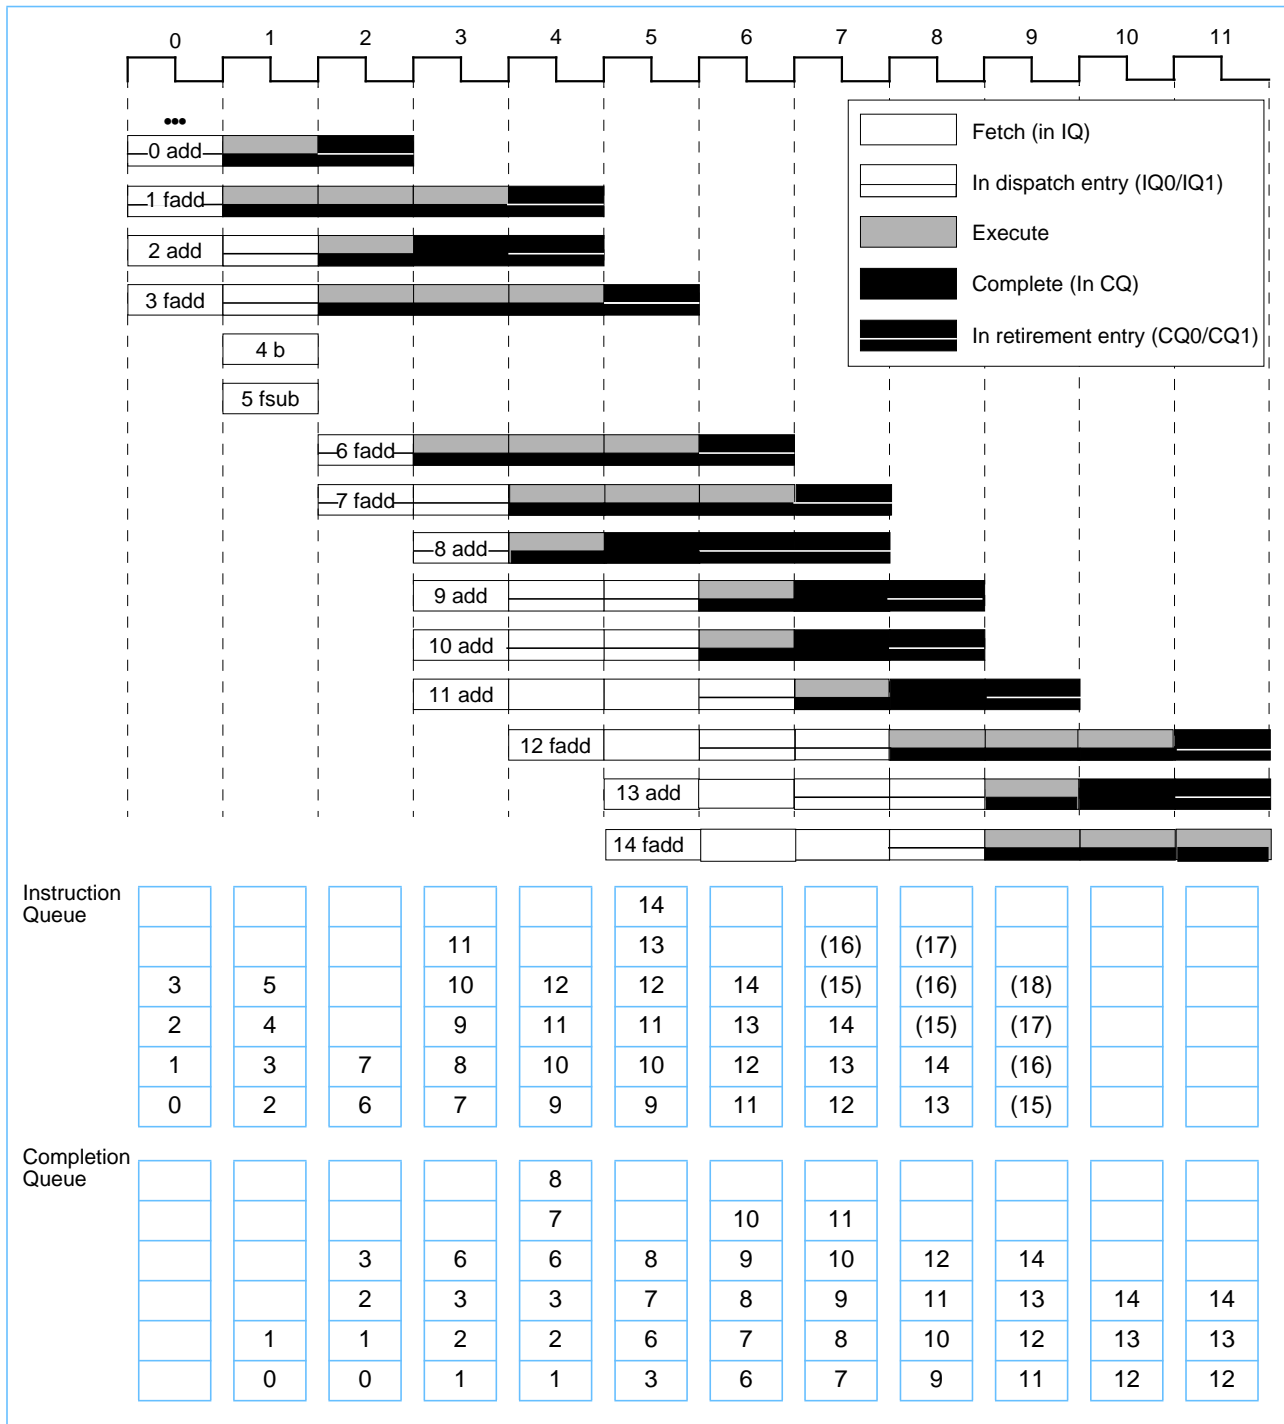 0 1 2 3 4 5 6 7 8 9 10 11
•••
0 add
Fetch (in IQ)
1 fadd
In dispatch entry (IQ0/IQ1)
2 add
Execute
3 fadd
Complete (In CQ)
4 b
In retirement entry (CQ0/CQ1)
5 fsub
6 fadd
7 fadd
8 add
9 add
10 add
11 add
12 fadd
13 add
14 fadd
Instruction
Queue
14
11 13 (16) (17)
3 5 10 12 12 14 (15) (16) (18)
2 4 9 11 11 13 14 (15) (17)
1 3 7 8 10 10 12 13 14 (16)
0 2 6 7 9 9 11 12 13 (15)
Completion
Queue
8
7 10 11
3 6 6 8 9 10 12 14
2 3 3 7 8 9 11 13 14 14
1 1 2 2 6 7 8 10 12 13 13
0 0 1 1 3 6 7 9 11 12 12